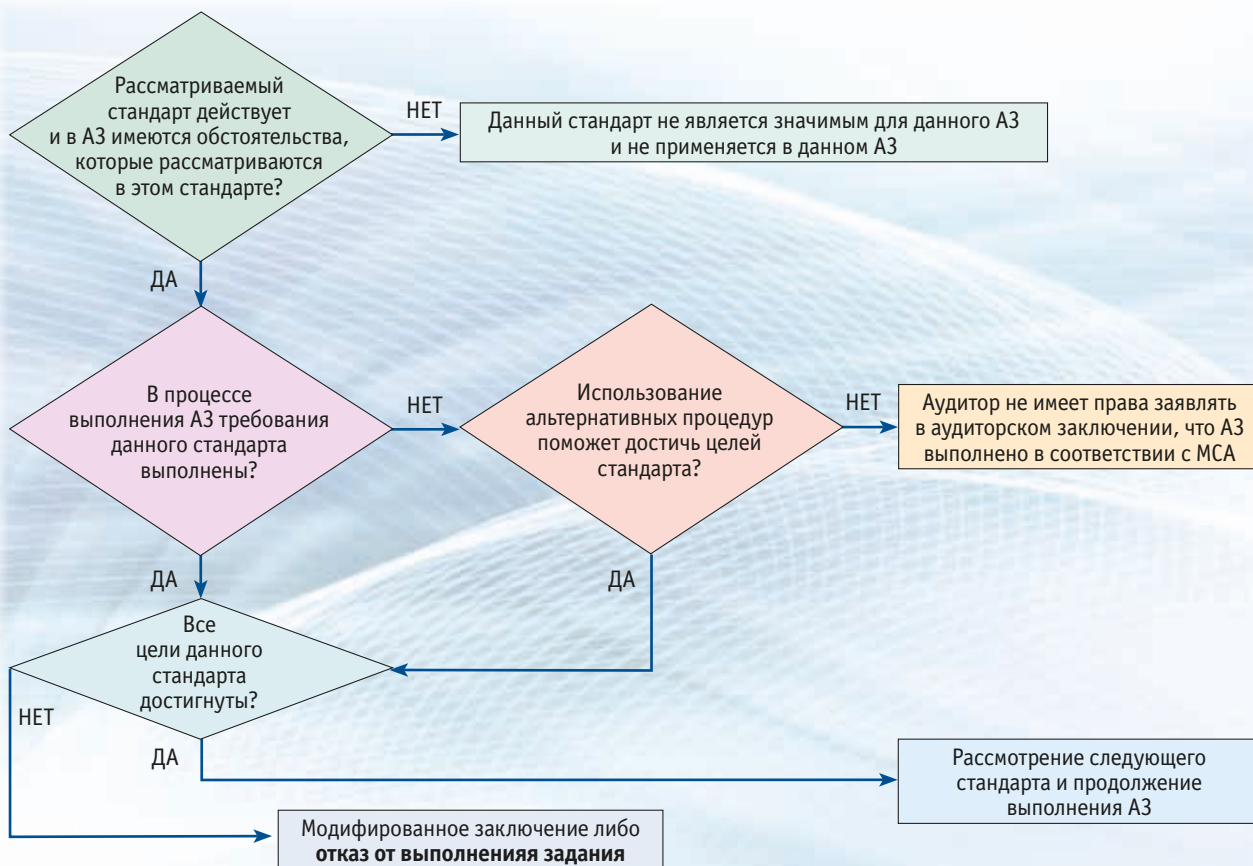 Рассматриваемый
стандарт действует
и в АЗ имеются обстоятельства,
которые рассматриваются
в этом стандарте?
НЕТ
Данный стандарт не является значимым для данного АЗ
и не применяется в данном АЗ
ДА
В процессе
выполнения АЗ требования
данного стандарта
выполнены?
НЕТ
Использование
альтернативных процедур
поможет достичь целей
стандарта?
НЕТ
Аудитор не имеет права заявлять
в аудиторском заключении, что АЗ
выполнено в соответствии с МСА
ДА
ДА
Все
цели данного
стандарта
достигнуты?
НЕТ
ДА
Рассмотрение следующего
стандарта и продолжение
выполнения АЗ
Модифированное заключение либо
отказ от выполненияя задания